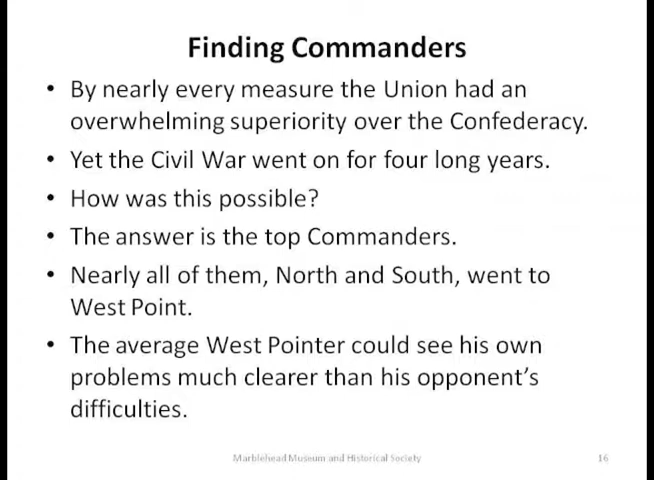 Finding Commanders
• By nearly every measure the Union had an
overwhelming superiority over the Confederacy.
• Yet the Civil War went on for four long years.
• How was this possible?
• The answer is the top Commanders.
• Nearly all of them, North and South, went to
West Point.
• The average West Pointer could see his own
problems much clearer than his opponent's
difficulties.
Marblehead Museum and Historical Society 16